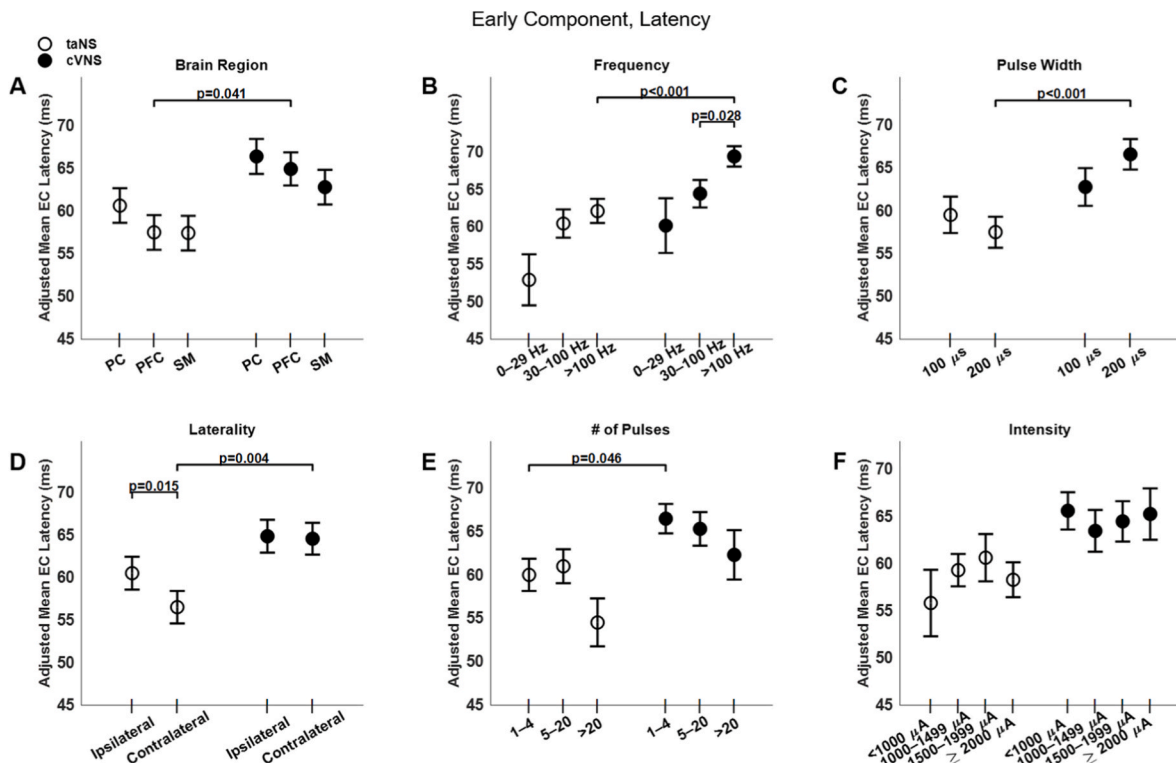 Early Component, Latency
taNS
cVNS
A
Brain Region
p=0.041
Adjusted Mean EC Latency (ms)
70
65
60
55
50
45
PC
PFC
SM
PC
PFC
SM
B
Frequency
p<0.001
p=0.028
Adjusted Mean EC Latency (ms)
70
65
60
55
50
45
0–29 Hz
30–100 Hz
>100 Hz
0–29 Hz
30–100 Hz
>100 Hz
C
Pulse Width
p<0.001
Adjusted Mean EC Latency (ms)
70
65
60
55
50
45
100 μs
200 μs
100 μs
200 μs
D
Laterality
p=0.004
p=0.015
Adjusted Mean EC Latency (ms)
70
65
60
55
50
45
Ipsilateral
Contralateral
Ipsilateral
Contralateral
E
# of Pulses
p=0.046
Adjusted Mean EC Latency (ms)
70
65
60
55
50
45
1–4
5–20
>20
1–4
5–20
>20
F
Intensity
Adjusted Mean EC Latency (ms)
70
65
60
55
50
45
<1000 μA
1000–1499 μA
1500–1999 μA
≥ 2000 μA
<1000 μA
1000–1499 μA
1500–1999 μA
≥ 2000 μA